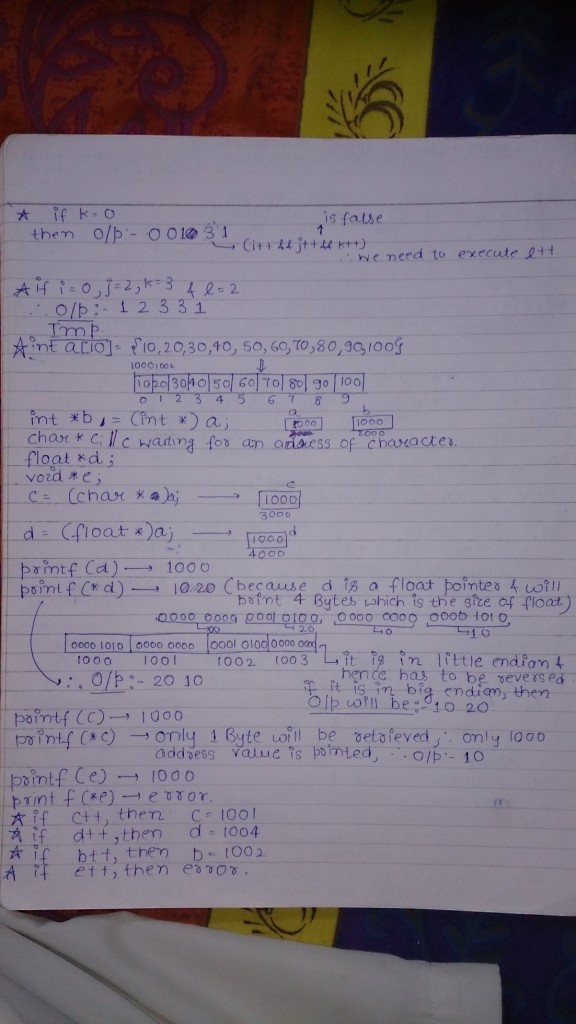 ☆ if k=0
is false
then O/p:- 0 0 1 0 3 1
(i++ && j++ && k++)
∴ we need to execute l++
☆ if i=0, j=2, k=3 & l=2
∴ O/p:- 1 2 3 3 1
Imp.
☆ int a[10]= {10,20,30,40, 50,60,70,80,90,100}
1000 1002
10 20 30 40 50 60 70 80 90 100
0 1 2 3 4 5 6 7 8 9
int *b = (int *) a;
a b
1000 1000
2000
char * c; // c waiting for an address of character.
float *d;
void *e;
c = (char *)b; → 1000 c
3000
d = (float *)a; → 1000 d
4000
printf (d) → 1000
printf (*d) → 10 20 (because d is a float pointer & will
print 4 Bytes which is the size of float)
0000 0000 0001 0100, 0000 0000 0000 1010
20 0 10
0000 1010 0000 0000 0001 0100 0000 0000
1000 1001 1002 1003
it is in little endian &
hence has to be reversed
∴ O/p:- 20 10
If it is in big endian, then
O/p will be:- 10 20
printf (c) → 1000
printf (*c) → only 1 Byte will be retrieved, ∴ only 1000
address value is printed, ∴ O/p:- 10
printf (e) → 1000
print f (*e) → error.
☆ if c++, then c = 1001
☆ if d++, then d = 1004
☆ if b++, then b = 1002
☆ if e++, then error.